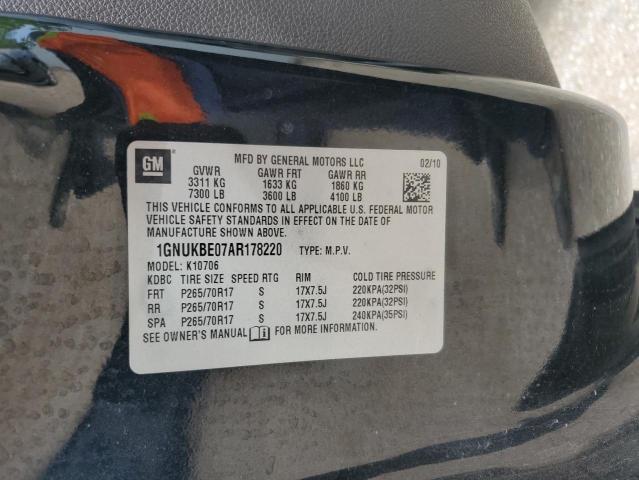 GM
MFD BY GENERAL MOTORS LLC 02/10
GVWR GAWR FRT GAWR RR
3311 KG 1633 KG 1860 KG
7300 LB 3600 LB 4100 LB
THIS VEHICLE CONFORMS TO ALL APPLICABLE U.S. FEDERAL MOTOR
VEHICLE SAFETY STANDARDS IN EFFECT ON THE DATE OF
MANUFACTURE SHOWN ABOVE.
1GNUKBE07AR178220 TYPE: M.P.V.
MODEL: K10706
KDBC TIRE SIZE SPEED RTG RIM COLD TIRE PRESSURE
FRT P265/70R17 S 17X7.5J 220KPA(32PSI)
RR P265/70R17 S 17X7.5J 220KPA(32PSI)
SPA P265/70R17 S 17X7.5J 240KPA(35PSI)
SEE OWNER'S MANUAL FOR MORE INFORMATION.